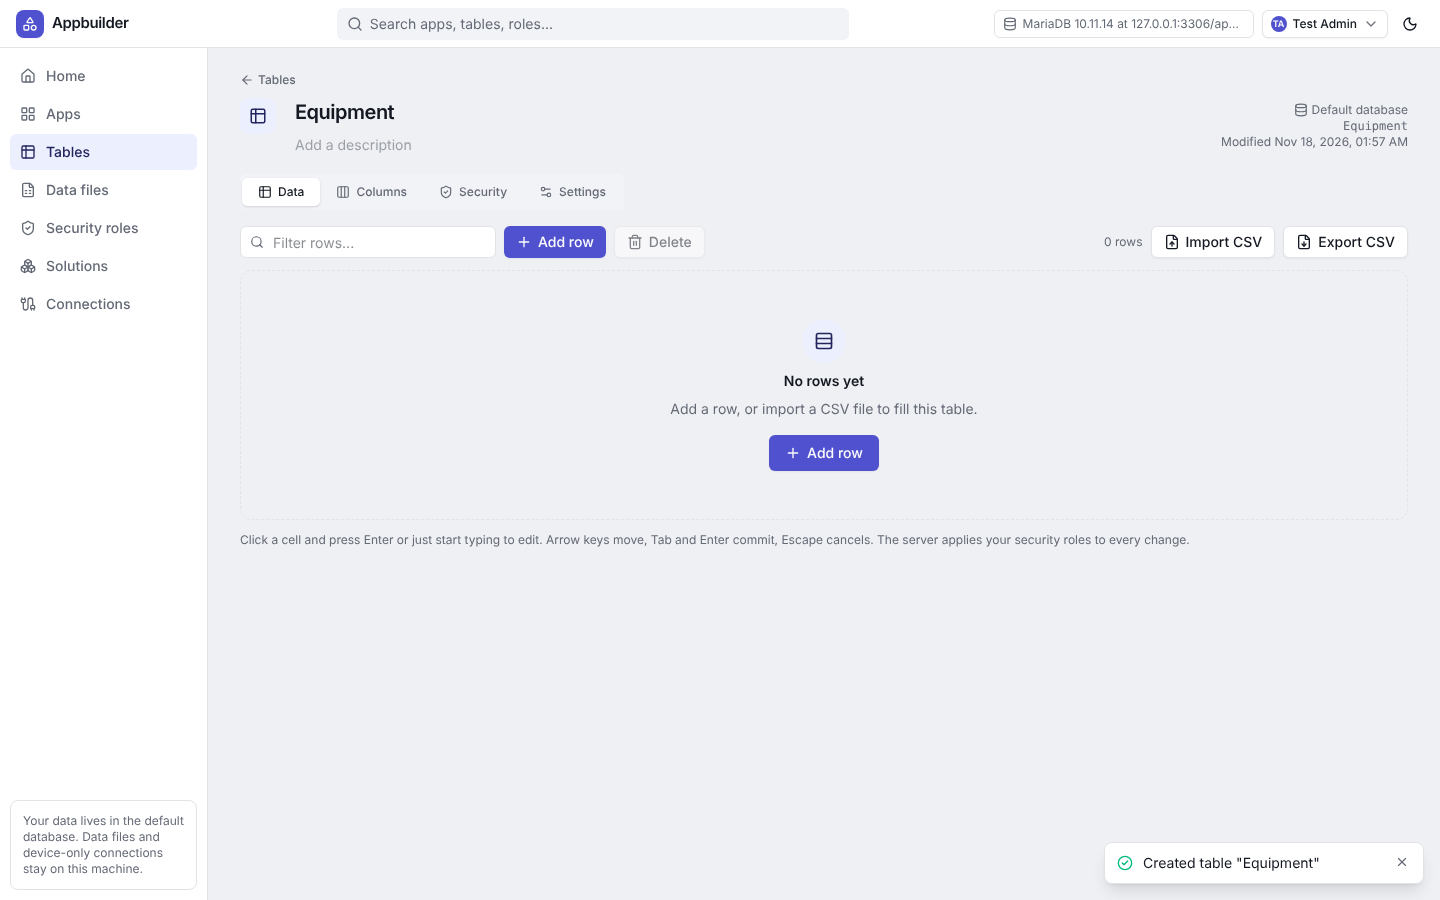 Appbuilder
Search apps, tables, roles...
MariaDB 10.11.14 at 127.0.0.1:3306/ap...
TA Test Admin
Home
Apps
Tables
Data files
Security roles
Solutions
Connections
Your data lives in the default
database. Data files and
device-only connections
stay on this machine.
Tables
Equipment
Add a description
Default database
Equipment
Modified Nov 18, 2026, 01:57 AM
Data Columns Security Settings
Filter rows... Add row Delete 0 rows Import CSV Export CSV
No rows yet
Add a row, or import a CSV file to fill this table.
Add row
Click a cell and press Enter or just start typing to edit. Arrow keys move, Tab and Enter commit, Escape cancels. The server applies your security roles to every change.
Created table "Equipment"